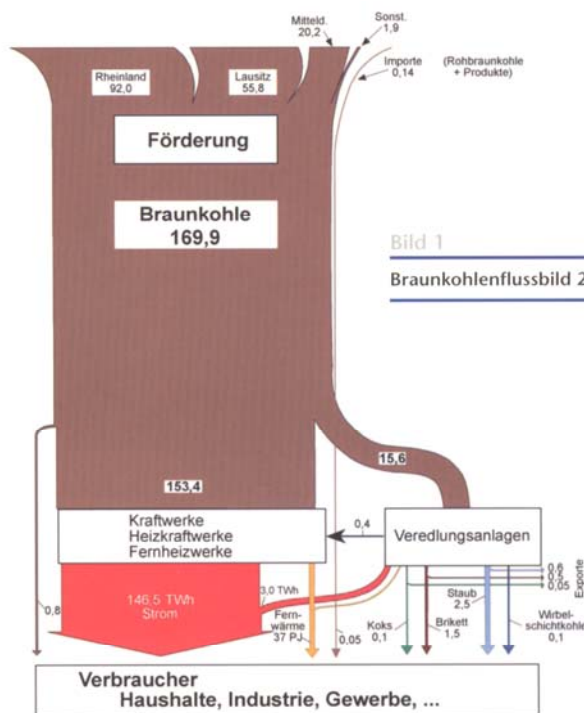 Mitteld.
20,2
Sonst.
1,9
Rheinland
92,0
Lausitz
55,8
Importe
0,14
(Rohbraunkohle
+ Produkte)
Förderung
Braunkohle
169,9
Bild 1
Braunkohlenflussbild 2
153,4
15,6
Kraftwerke
Heizkraftwerke
Fernheizwerke
0,4
Veredlungsanlagen
0,8
146,5 TWh
Strom
3,0 TWh
Fern-
wärme
37 PJ
0,05
Koks
0,1
Brikett
1,5
Staub
2,5
Wirbel-
schichtkohle
0,1
0,6
0,05
Exporte
Verbraucher
Haushalte, Industrie, Gewerbe, ...